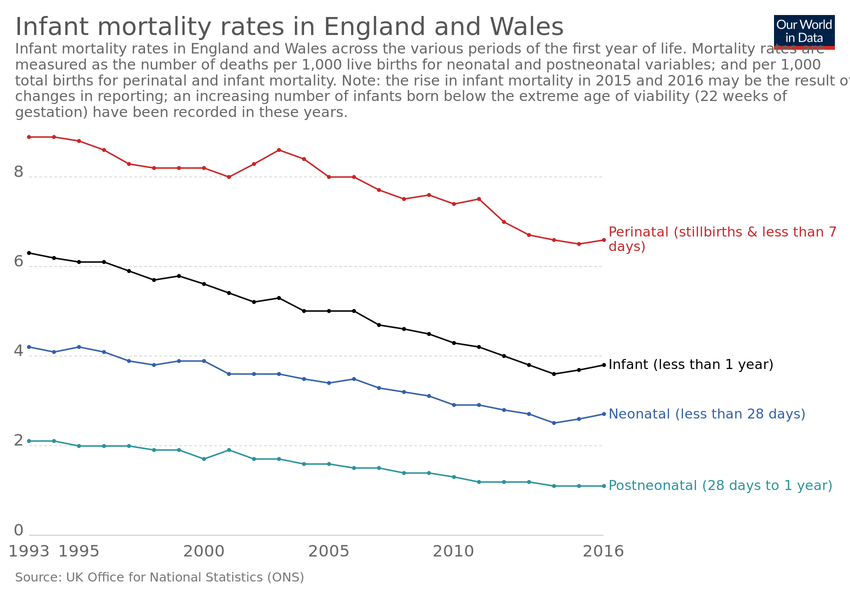 Infant mortality rates in England and Wales
Our World
in Data
Infant mortality rates in England and Wales across the various periods of the first year of life. Mortality rates are
measured as the number of deaths per 1,000 live births for neonatal and postneonatal variables; and per 1,000
total births for perinatal and infant mortality. Note: the rise in infant mortality in 2015 and 2016 may be the result of
changes in reporting; an increasing number of infants born below the extreme age of viability (22 weeks of
gestation) have been recorded in these years.
8
Perinatal (stillbirths & less than 7
days)
6
4
Infant (less than 1 year)
Neonatal (less than 28 days)
2
Postneonatal (28 days to 1 year)
0
1993 1995 2000 2005 2010 2016
Source: UK Office for National Statistics (ONS)